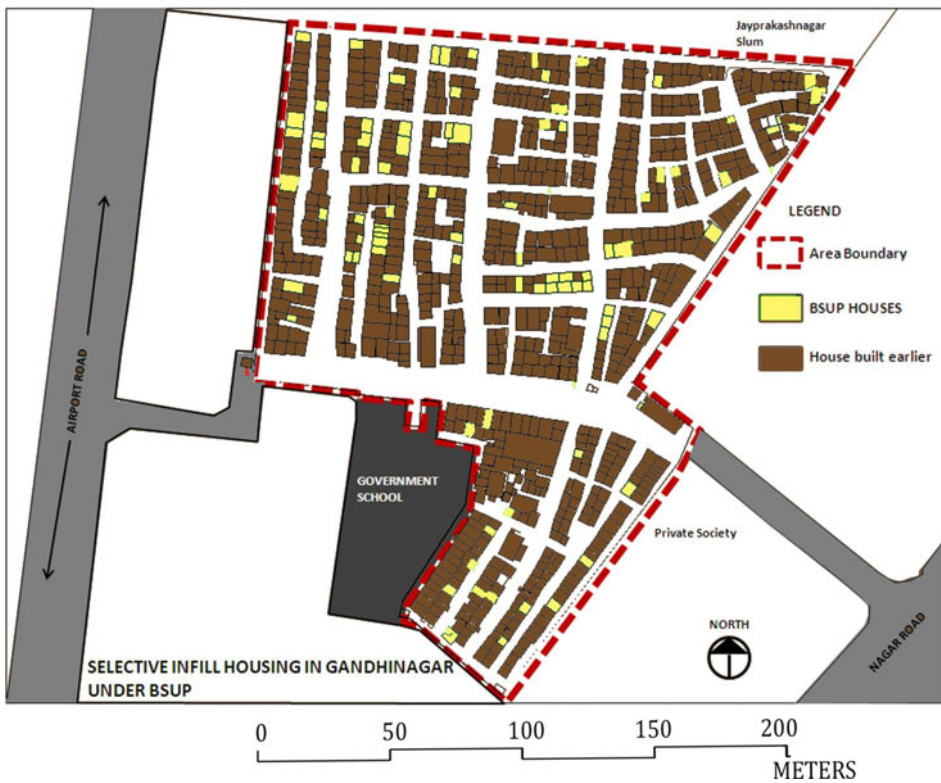 Jayprakashnagar
Slum
LEGEND
Area Boundary
BSUP HOUSES
House built earlier
AIRPORT ROAD
GOVERNMENT
SCHOOL
Private Society
NORTH
NAGAR ROAD
SELECTIVE INFILL HOUSING IN GANDHINAGAR
UNDER BSUP
0 50 100 150 200
METERS